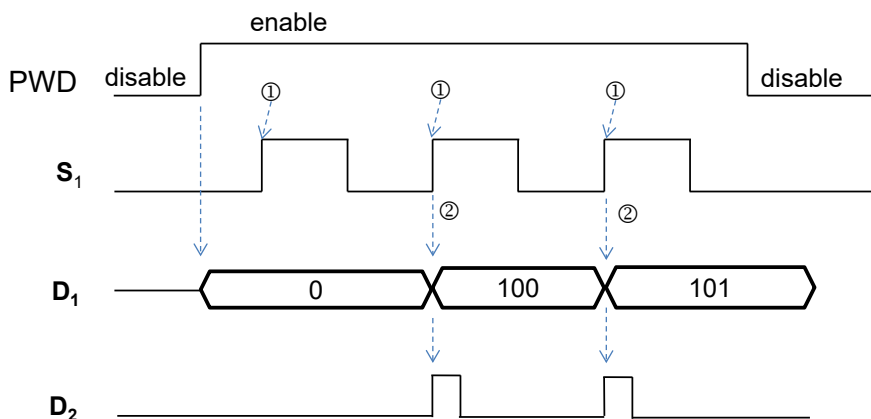 enable
PWD disable disable
① ① ①
S₁
② ②
D₁ 0 100 101
D₂